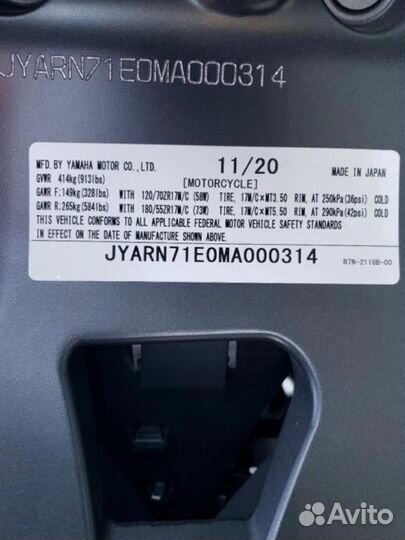 JYARN71E0MA000314
MFD. BY YAMAHA MOTOR CO., LTD. 11/20 MADE IN JAPAN
GVWR 414kg(913lbs) [MOTORCYCLE]
GAWR F:149kg(328lbs) WITH 120/70ZR17M/C (58W) TIRE, 17M/C×MT3.50 RIM, AT 250kPa(36psi) COLD
GAWR R:265kg(584lbs) WITH 180/55ZR17M/C (73W) TIRE, 17M/C×MT5.50 RIM, AT 290kPa(42psi) COLD
THIS VEHICLE CONFORMS TO ALL APPLICABLE FEDERAL MOTOR VEHICLE SAFETY STANDARDS
IN EFFECT ON THE DATE OF MANUFACTURE SHOWN ABOVE.
JYARN71E0MA000314 B7N-2118B-00
Avito